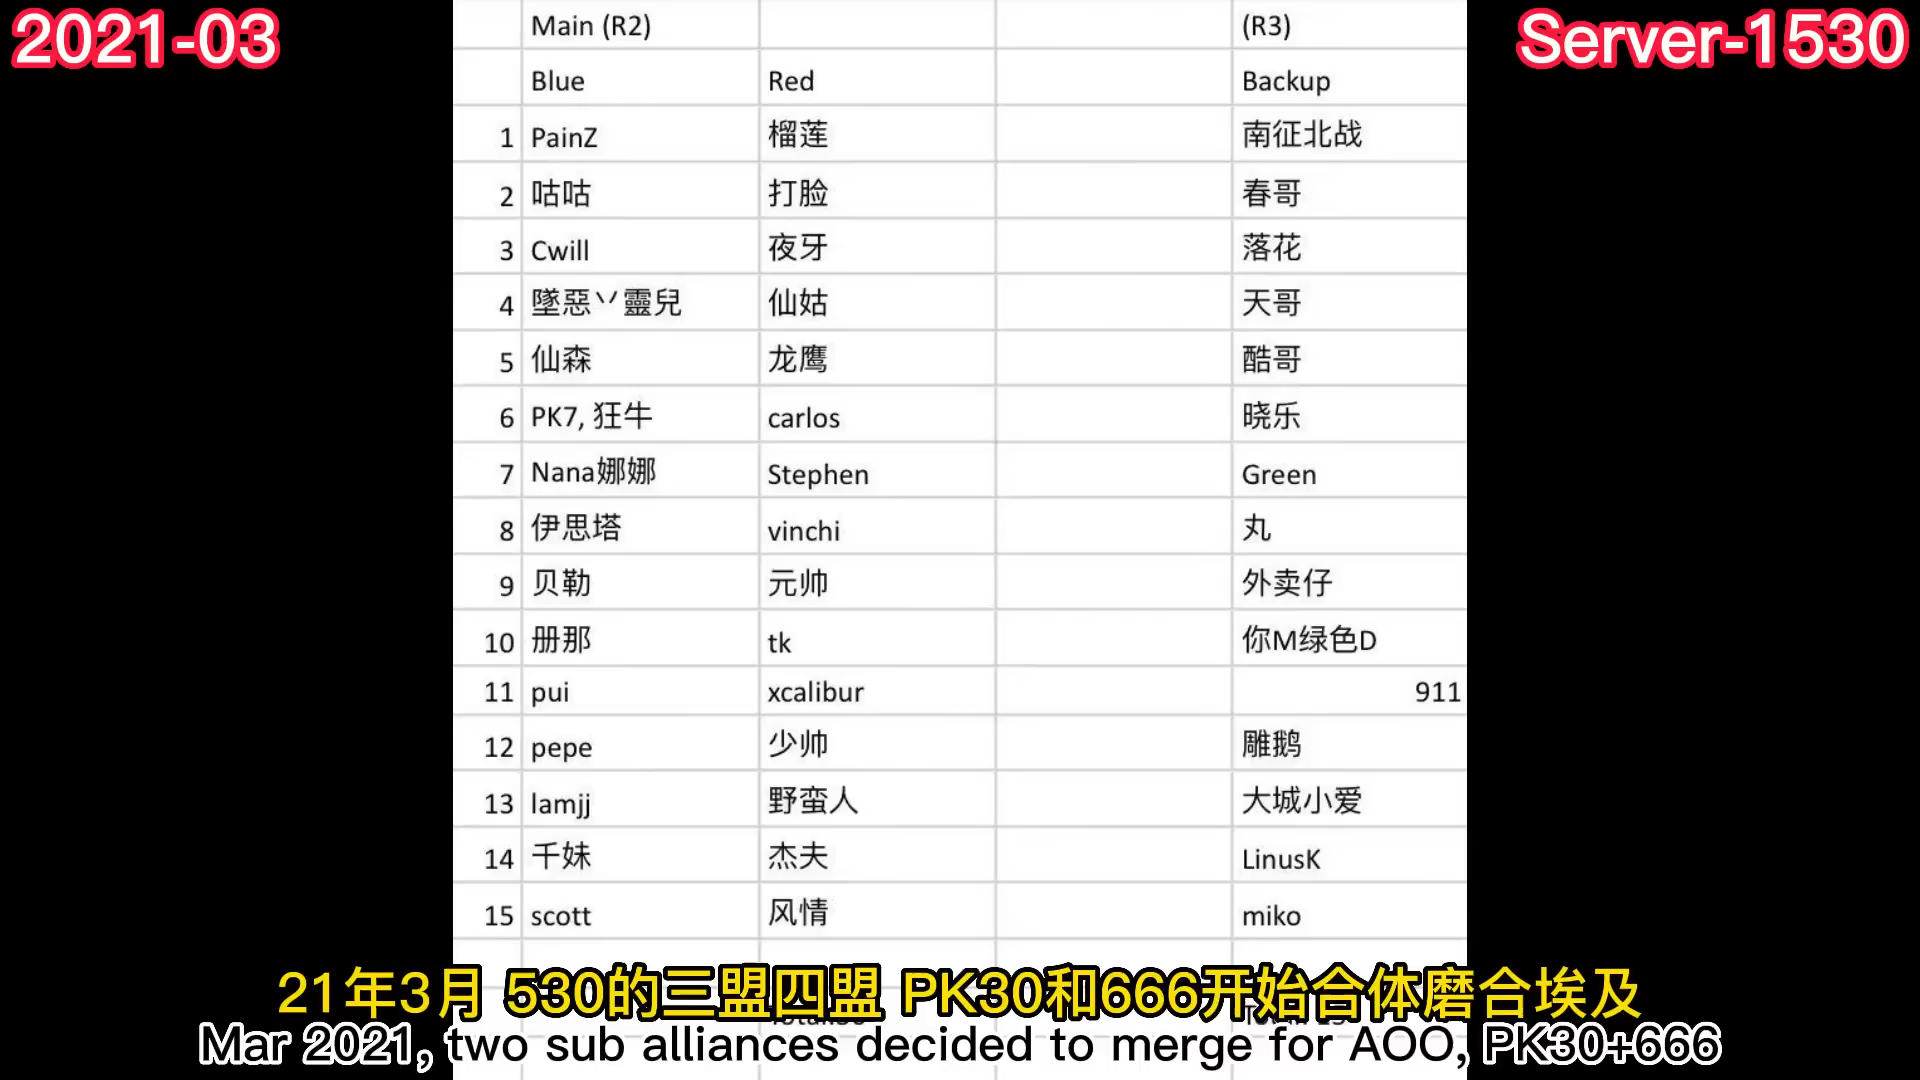 2021-03
Server-1530
Main (R2) (R3)
Blue Red Backup
1 PainZ 榴莲 南征北战
2 咕咕 打脸 春哥
3 Cwill 夜牙 落花
4 墜惡丷靈兒 仙姑 天哥
5 仙森 龙鹰 酷哥
6 PK7, 狂牛 carlos 晓乐
7 Nana娜娜 Stephen Green
8 伊思塔 vinchi 丸
9 贝勒 元帅 外卖仔
10 册那 tk 你M绿色D
11 pui xcalibur 911
12 pepe 少帅 雕鹅
13 lamjj 野蛮人 大城小爱
14 千妹 杰夫 LinusK
15 scott 风情 miko
21年3月 530的三盟四盟 PK30和666开始合体磨合埃及
Mar 2021, two sub alliances decided to merge for AOO, PK30+666